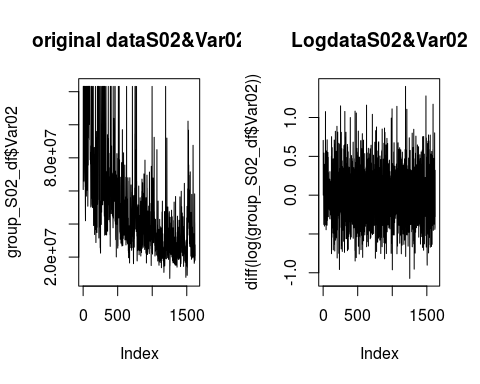 original dataS02&Var02
group_S02_df$Var02
2.0e+07
8.0e+07
0
500
1500
Index
LogdataS02&Var02
diff(log(group_S02_df$Var02))
-1.0
0.0
0.5
1.0
0
500
1500
Index